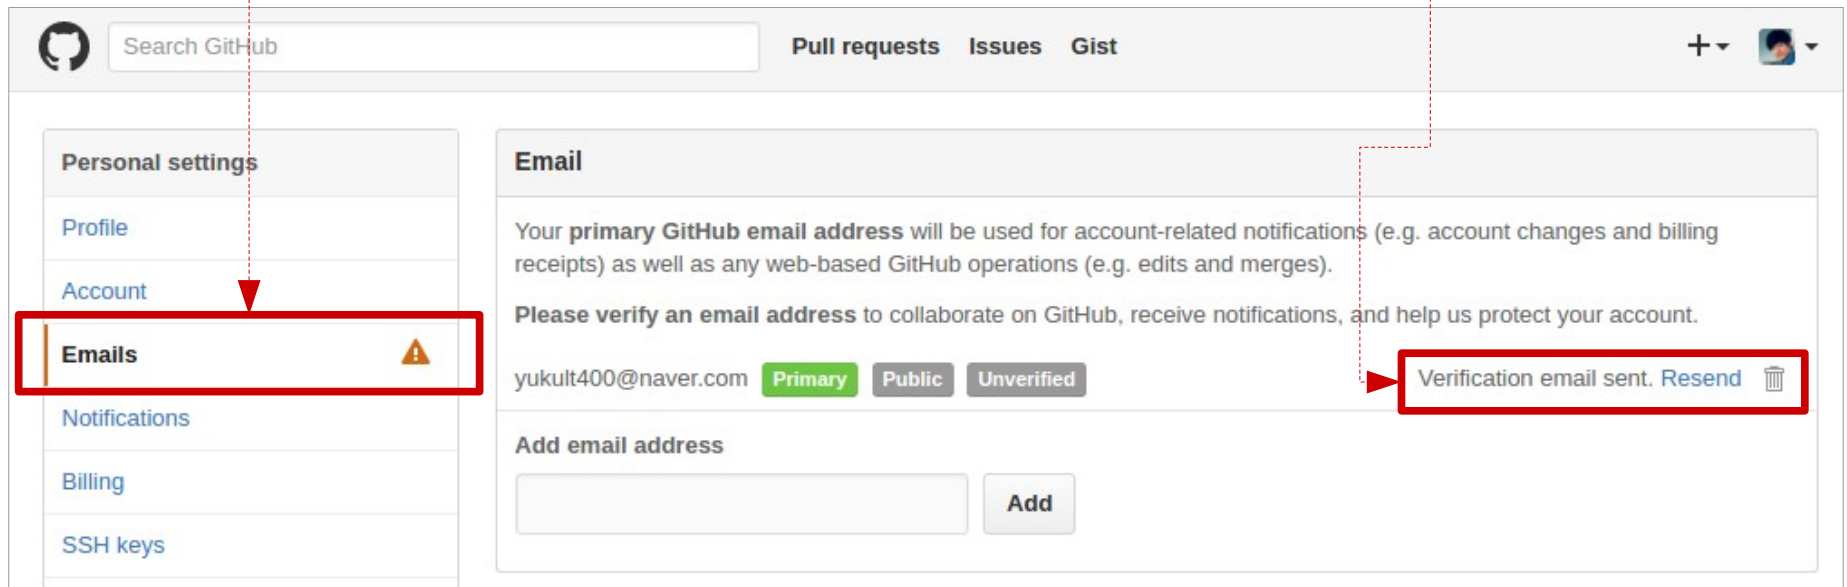 Search GitHub
Pull requests Issues Gist
Personal settings
Profile
Account
Emails
Notifications
Billing
SSH keys
Email
Your primary GitHub email address will be used for account-related notifications (e.g. account changes and billing
receipts) as well as any web-based GitHub operations (e.g. edits and merges).
Please verify an email address to collaborate on GitHub, receive notifications, and help us protect your account.
yukult400@naver.com Primary Public Unverified Verification email sent. Resend
Add email address
Add